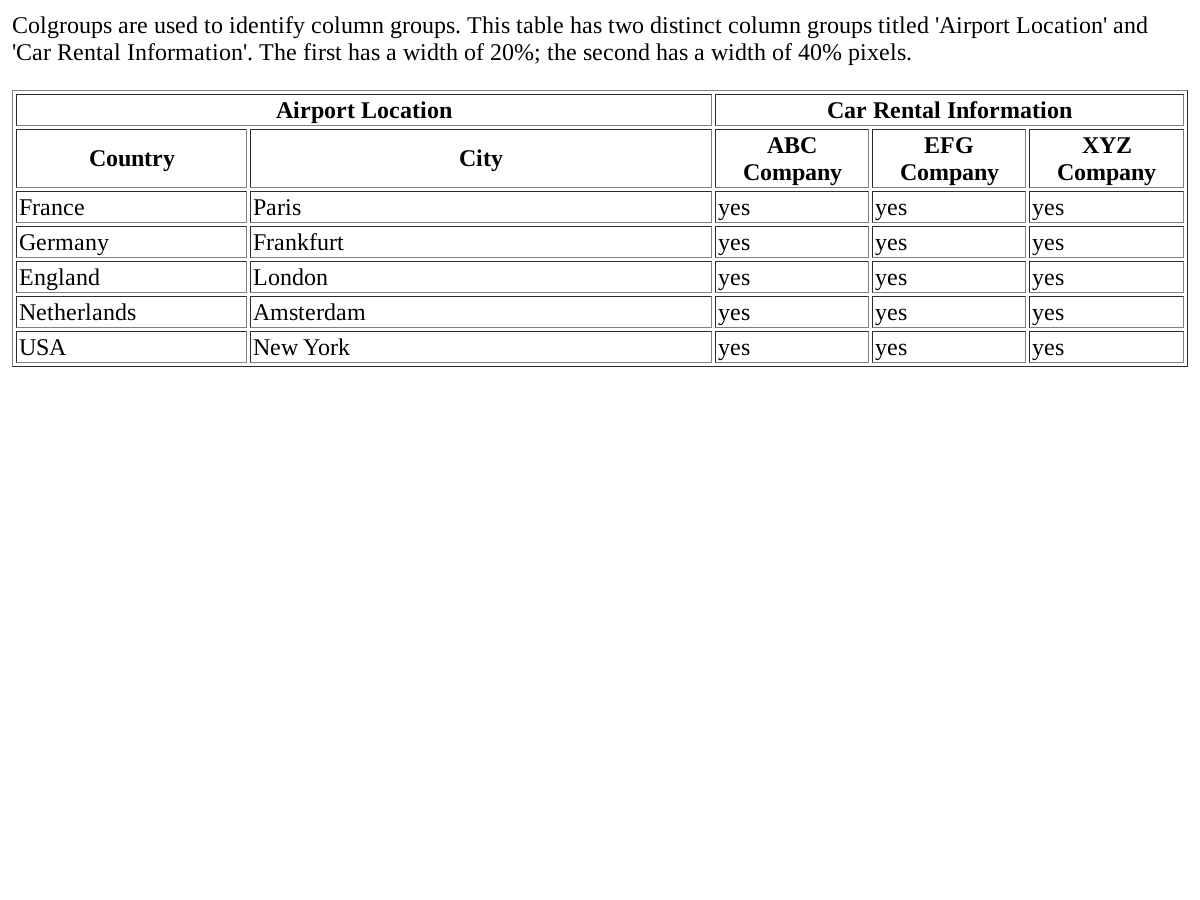 Colgroups are used to identify column groups. This table has two distinct column groups titled 'Airport Location' and
'Car Rental Information'. The first has a width of 20%; the second has a width of 40% pixels.
Airport Location Car Rental Information
Country City ABC Company EFG Company XYZ Company
France Paris yes yes yes
Germany Frankfurt yes yes yes
England London yes yes yes
Netherlands Amsterdam yes yes yes
USA New York yes yes yes